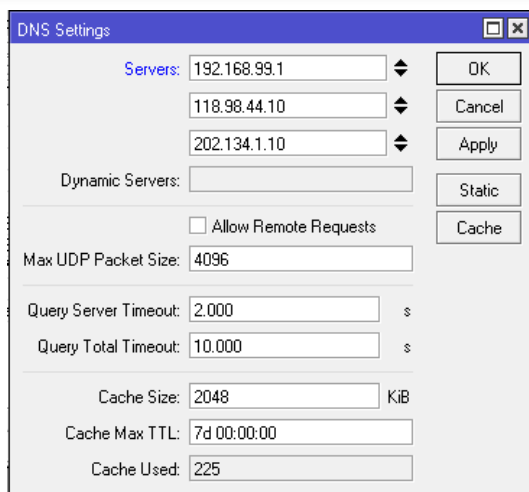 DNS Settings
Servers: 192.168.99.1 OK
118.98.44.10 Cancel
202.134.1.10 Apply
Dynamic Servers: Static
Allow Remote Requests Cache
Max UDP Packet Size: 4096
Query Server Timeout: 2.000 s
Query Total Timeout: 10.000 s
Cache Size: 2048 KiB
Cache Max TTL: 7d 00:00:00
Cache Used: 225